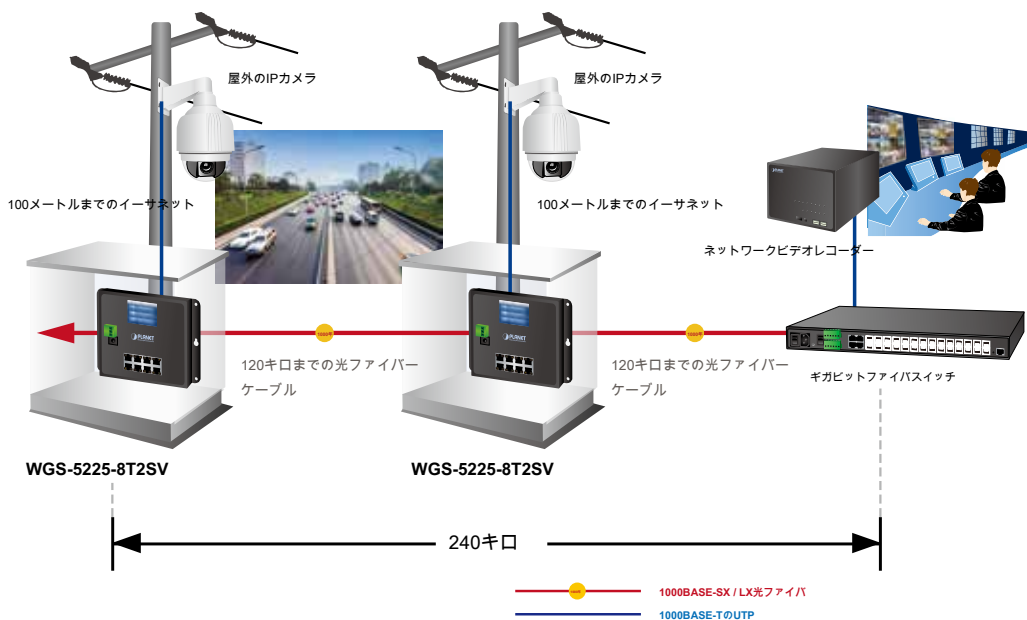 屋外のIPカメラ
屋外のIPカメラ
100メートルまでのイーサネット
100メートルまでのイーサネット
ネットワークビデオレコーダー
PLANET
PLANET
120キロまでの光ファイバー
ケーブル
120キロまでの光ファイバー
ケーブル
ギガビットファイバスイッチ
WGS-5225-8T2SV
WGS-5225-8T2SV
240キロ
1000BASE-SX / LX光ファイバ
1000BASE-TのUTP